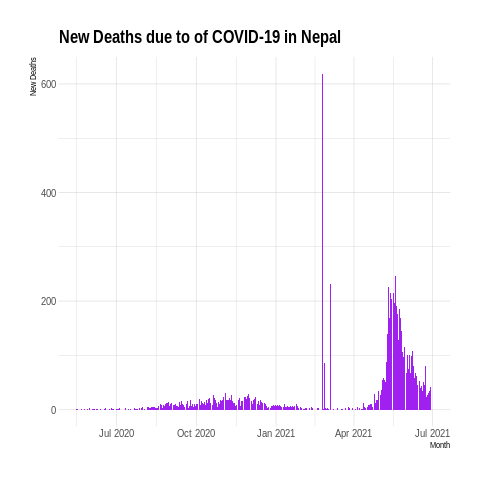 New Deaths due to of COVID-19 in Nepal
New Deaths
600
400
200
0
Jul 2020 Oct 2020 Jan 2021 Apr 2021 Jul 2021
Month